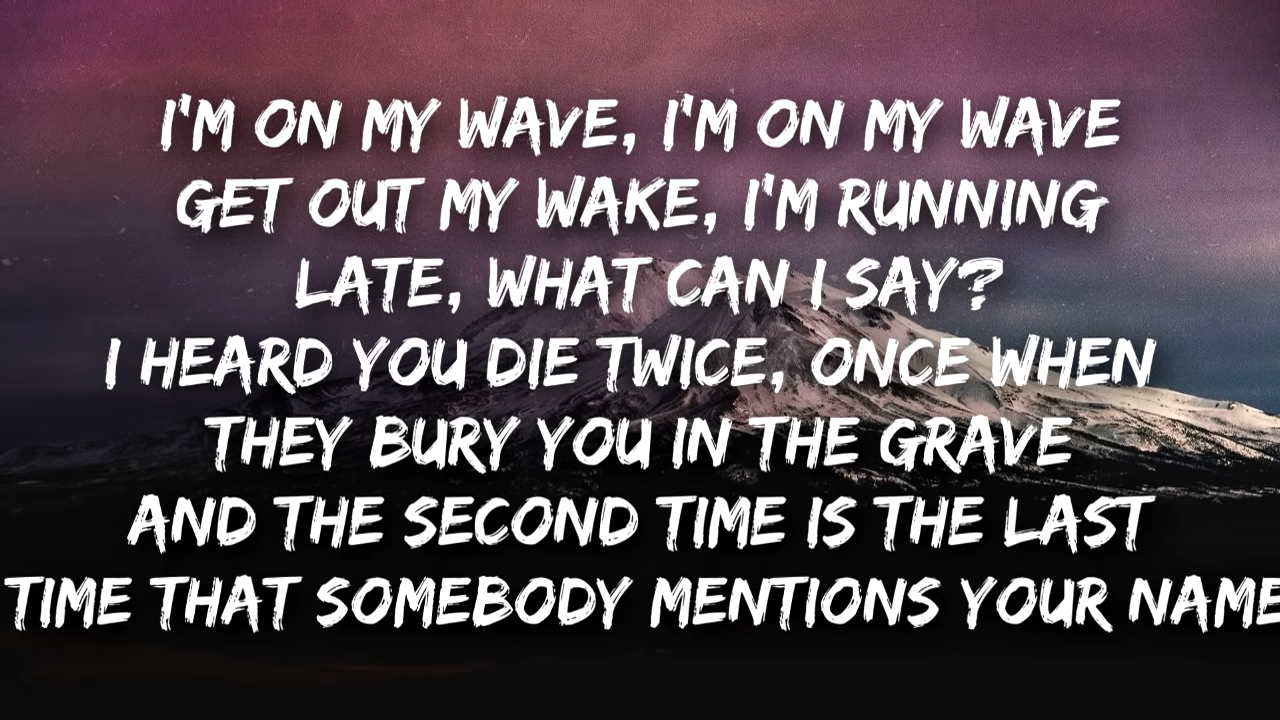 I'M ON MY WAVE, I'M ON MY WAVE
GET OUT MY WAKE, I'M RUNNING
LATE, WHAT CAN I SAY?
I HEARD YOU DIE TWICE, ONCE WHEN
THEY BURY YOU IN THE GRAVE
AND THE SECOND TIME IS THE LAST
TIME THAT SOMEBODY MENTIONS YOUR NAME